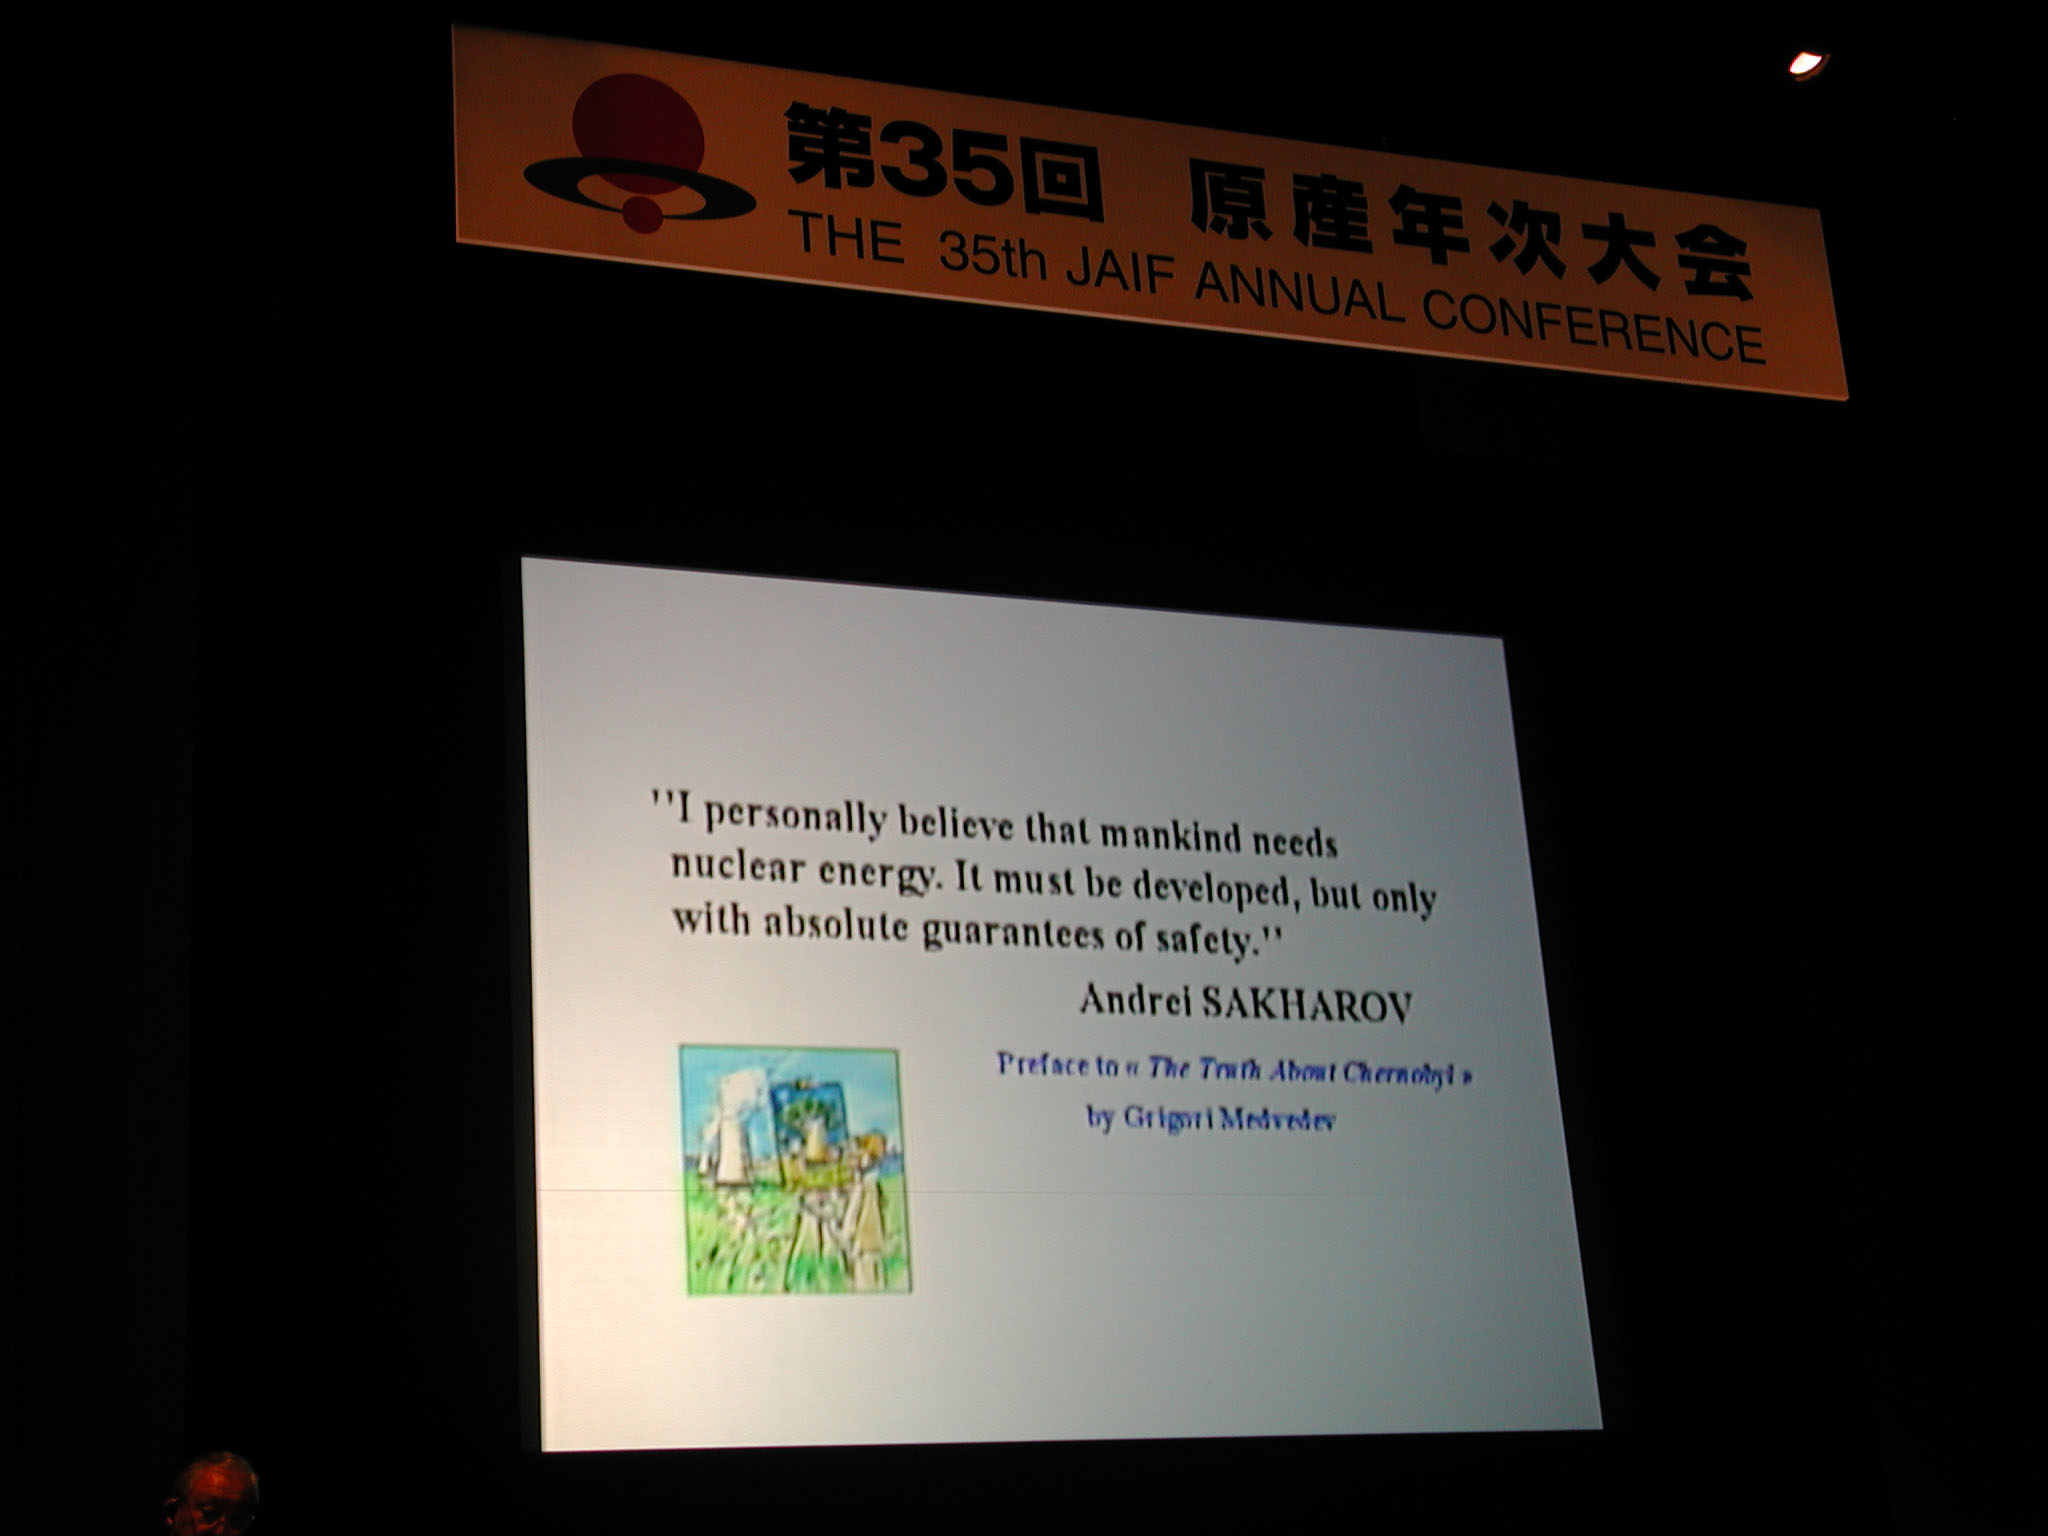 第35回 原産年次大会
THE 35th JAIF ANNUAL CONFERENCE
''I personally believe that mankind needs
nuclear energy. It must be developed, but only
with absolute guarantees of safety.''
Andrei SAKHAROV
Preface to « The Truth About Chernobyl »
by Grigori Medvedev